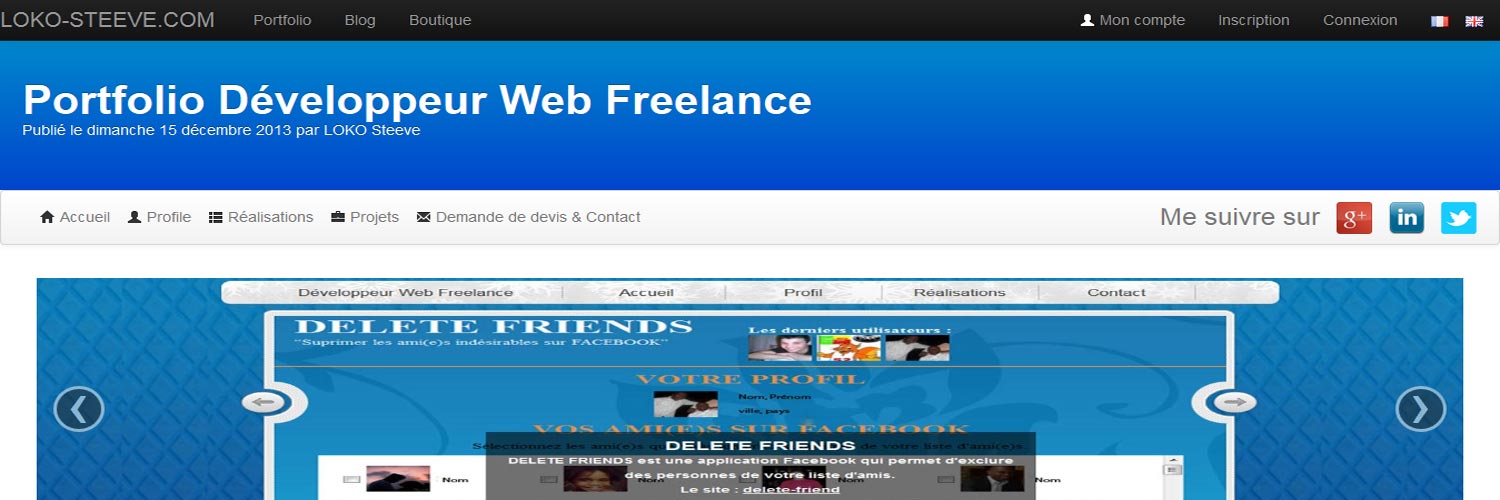 LOKO-STEEVE.COM Portfolio Blog Boutique Mon compte Inscription Connexion
Portfolio Développeur Web Freelance
Publié le dimanche 15 décembre 2013 par LOKO Steeve
Accueil Profile Réalisations Projets Demande de devis & Contact Me suivre sur g+ in
Développeur Web Freelance Accueil Profil Réalisations Contact
DELETE FRIENDS Les derniers utilisateurs :
"Suprimer les ami(e)s indésirables sur FACEBOOK"
VOTRE PROFIL
Nom, Prénom
ville, pays
VOS AMI(E)S SUR FACEBOOK
Sélectionnez les ami(e)s de votre liste d'ami(e)s
DELETE FRIENDS
DELETE FRIENDS est une application Facebook qui permet d'exclure
des personnes de votre liste d'amis.
Nom Nom Nom Nom
Le site : delete-friend